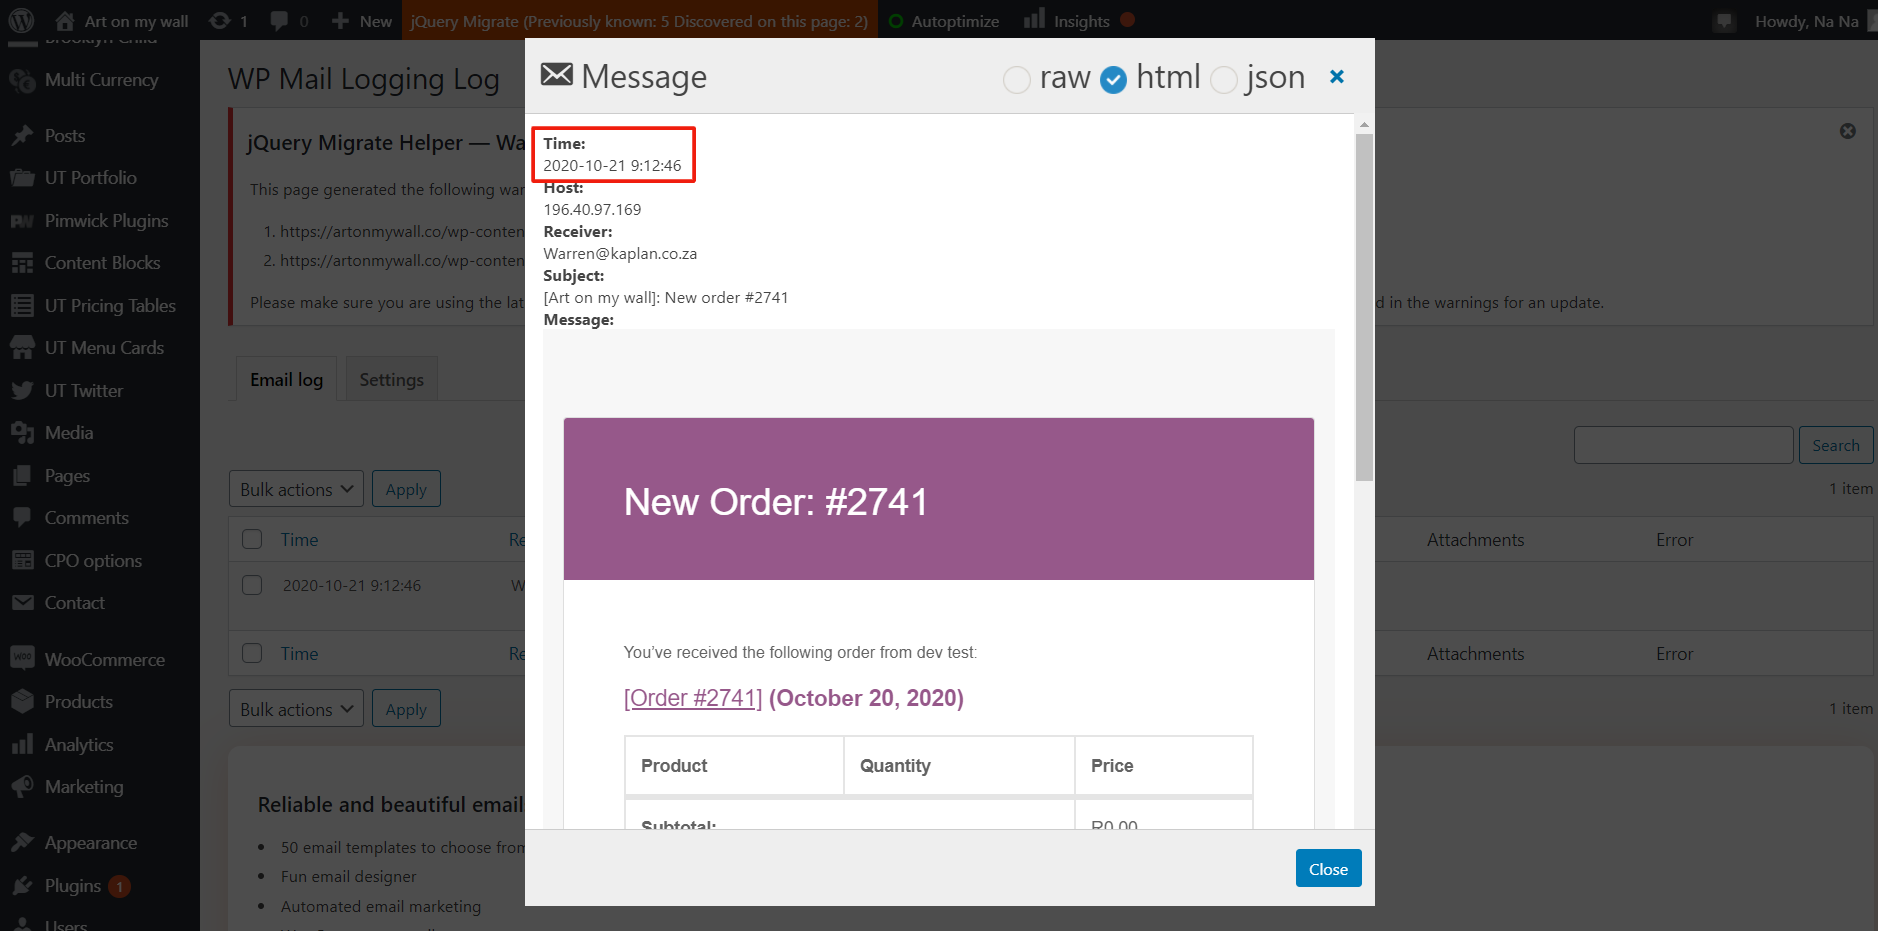 Art on my wall
1
0
New
jQuery Migrate (Previously known: 5 Discovered on this page: 2)
Autoptimize
Insights
Howdy, Na Na
Brooklyn Child
Multi Currency
Posts
UT Portfolio
Pimwick Plugins
Content Blocks
UT Pricing Tables
UT Menu Cards
UT Twitter
Media
Pages
Comments
CPO options
Contact
WooCommerce
Products
Analytics
Marketing
Appearance
Plugins 1
Users
WP Mail Logging Log
jQuery Migrate Helper — Wa
This page generated the following war
1. https://artonmywall.co/wp-conten
2. https://artonmywall.co/wp-conten
Please make sure you are using the lat
d in the warnings for an update.
Email log
Settings
Search
Bulk actions
Apply
1 item
Time
Re
Attachments
Error
2020-10-21 9:12:46
W
Time
Re
Attachments
Error
Bulk actions
Apply
1 item
Reliable and beautiful email
50 email templates to choose from
Fun email designer
Automated email marketing
Message
raw
html
json
Time:
2020-10-21 9:12:46
Host:
196.40.97.169
Receiver:
Warren@kaplan.co.za
Subject:
[Art on my wall]: New order #2741
Message:
New Order: #2741
You’ve received the following order from dev test:
[Order #2741] (October 20, 2020)
Product
Quantity
Price
Subtotal:
R0.00
Close